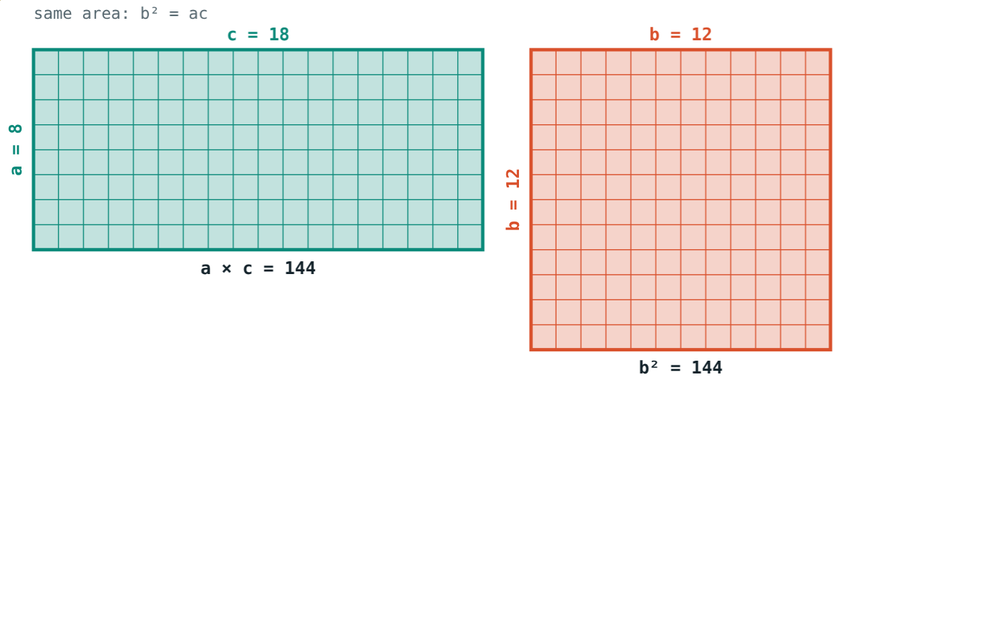 same area: b² = ac
c = 18
b = 12
a = 8
b = 12
a × c = 144
b² = 144